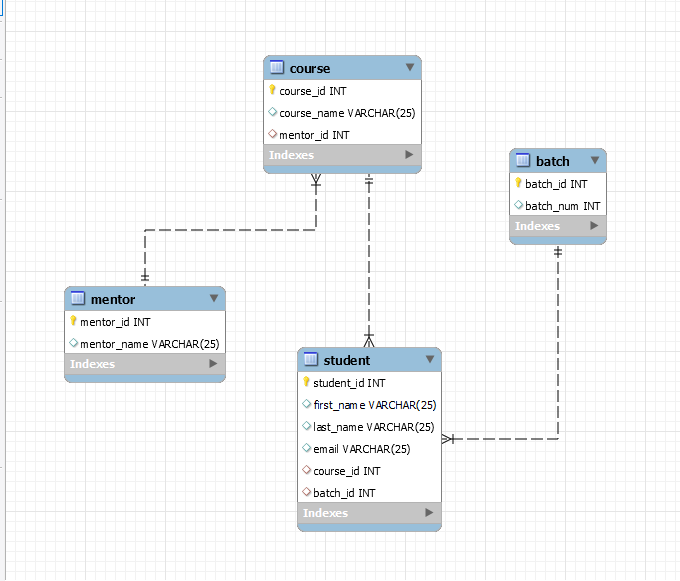 course
course_id INT
course_name VARCHAR(25)
mentor_id INT
Indexes
batch
batch_id INT
batch_num INT
Indexes
mentor
mentor_id INT
mentor_name VARCHAR(25)
Indexes
student
student_id INT
first_name VARCHAR(25)
last_name VARCHAR(25)
email VARCHAR(25)
course_id INT
batch_id INT
Indexes